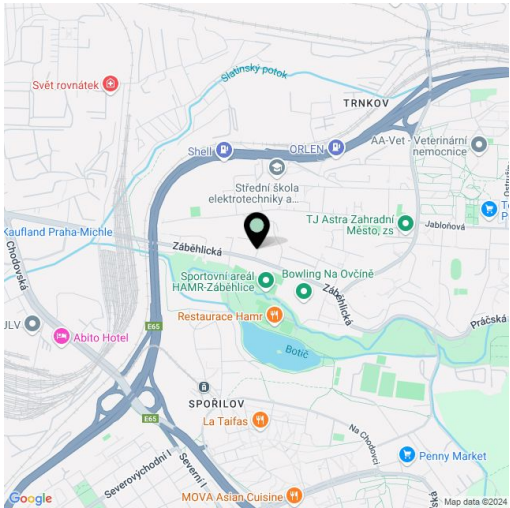 Slatinský potok
Svět rovnátek
TRNKOV
AA-Vet - Veterinární
nemocnice
Shell
ORLEN
Střední škola
elektrotechniky a...
TJ Astra Zahradní
Město, zs
Jabloňová
Kaufland Praha-Michle
Chodovská
Záběhlická
Sportovní areál
HAMR-Záběhlice
Bowling Na Ovčíně
Záběhlická
Restaurace Hamr
Práčská
E65
Abito Hotel
Botič
SPOŘILOV
E65
La Taifas
Na Chodovci
Penny Market
Severovýchodní I
Severní I
MOVA Asian Cuisine
Google
Map data ©2024